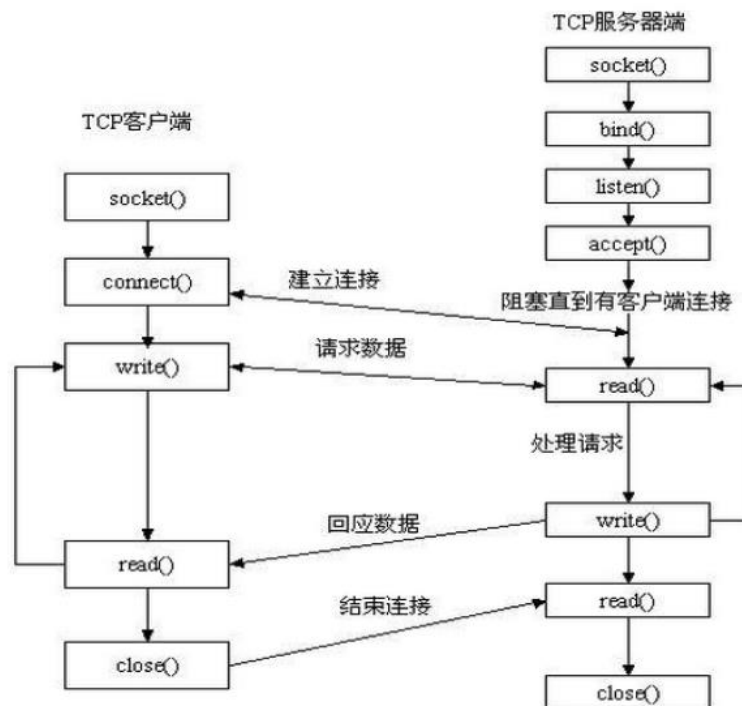 TCP服务器端
socket()
bind()
TCP客户端
listen()
socket()
accept()
connect()
建立连接
阻塞直到有客户端连接
请求数据
write()
read()
处理请求
回应数据
write()
read()
结束连接
read()
close()
close()